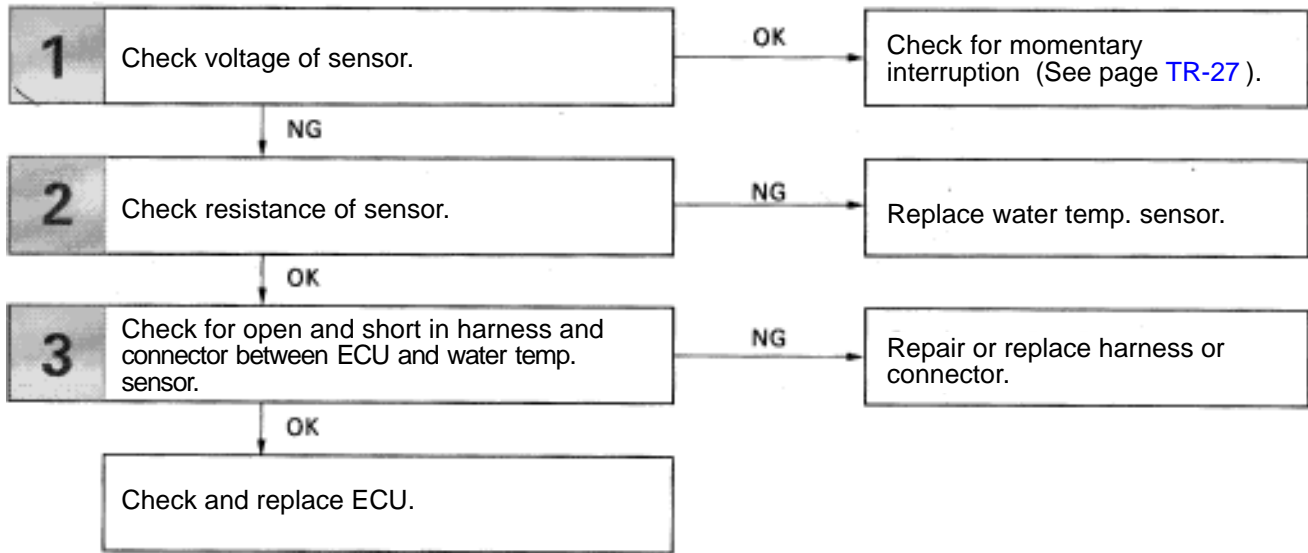 1
Check voltage of sensor.
OK
Check for momentary
interruption (See page TR-27 ).
NG
2
Check resistance of sensor.
NG
Replace water temp. sensor.
OK
3
Check for open and short in harness and
connector between ECU and water temp.
sensor.
NG
Repair or replace harness or
connector.
OK
Check and replace ECU.